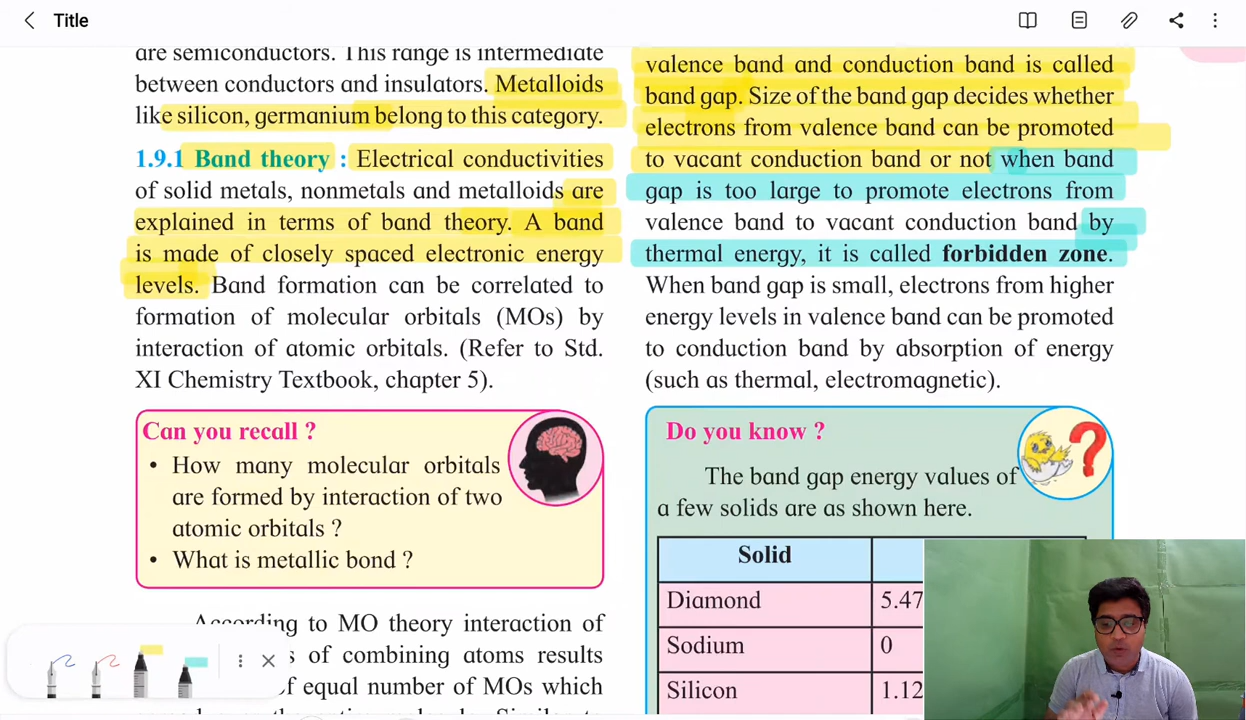 Title
are semiconductors. This range is intermediate
between conductors and insulators. Metalloids
like silicon, germanium belong to this category.
1.9.1 Band theory : Electrical conductivities
of solid metals, nonmetals and metalloids are
explained in terms of band theory. A band
is made of closely spaced electronic energy
levels. Band formation can be correlated to
formation of molecular orbitals (MOs) by
interaction of atomic orbitals. (Refer to Std.
XI Chemistry Textbook, chapter 5).
Can you recall ?
• How many molecular orbitals
are formed by interaction of two
atomic orbitals ?
• What is metallic bond ?
According to MO theory interaction of
s of combining atoms results
f equal number of MOs which
valence band and conduction band is called
band gap. Size of the band gap decides whether
electrons from valence band can be promoted
to vacant conduction band or not when band
gap is too large to promote electrons from
valence band to vacant conduction band by
thermal energy, it is called forbidden zone.
When band gap is small, electrons from higher
energy levels in valence band can be promoted
to conduction band by absorption of energy
(such as thermal, electromagnetic).
Do you know ?
The band gap energy values of
a few solids are as shown here.
Solid
Diamond 5.47
Sodium 0
Silicon 1.12